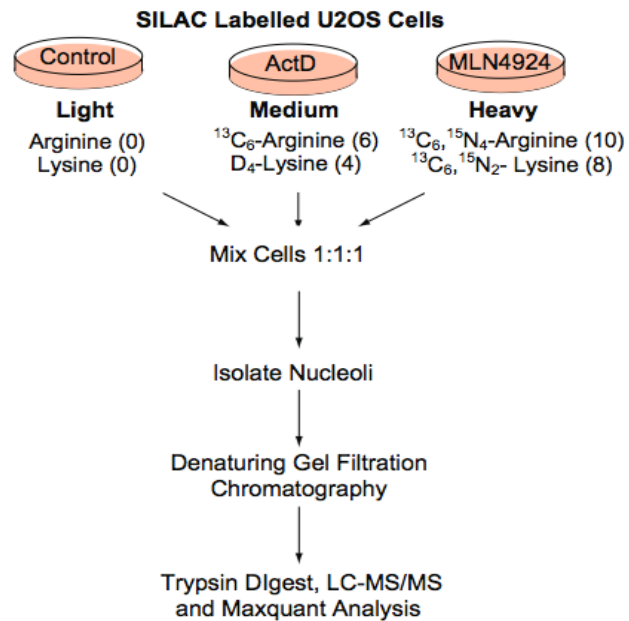 SILAC Labelled U2OS Cells
Control
ActD
MLN4924
Light
Medium
Heavy
Arginine (0)
Lysine (0)
¹³C₆-Arginine (6)
D₄-Lysine (4)
¹³C₆,¹⁵N₄-Arginine (10)
¹³C₆,¹⁵N₂- Lysine (8)
Mix Cells 1:1:1
Isolate Nucleoli
Denaturing Gel Filtration
Chromatography
Trypsin DIgest, LC-MS/MS
and Maxquant Analysis